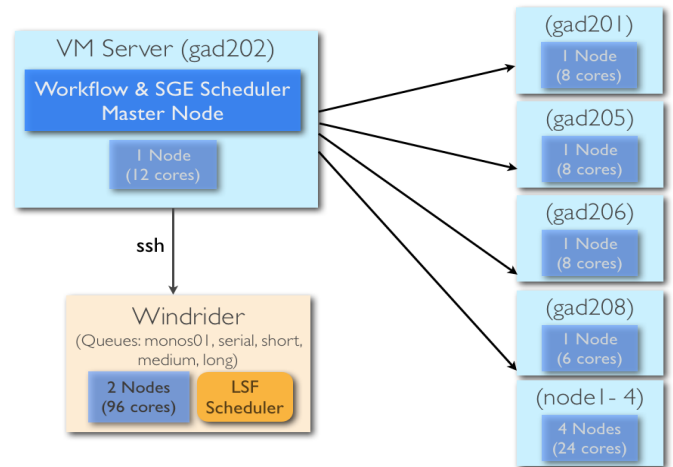 VM Server (gad202)
Workflow & SGE Scheduler
Master Node
1 Node
(12 cores)
ssh
Windrider
(Queues: monos01, serial, short,
medium, long)
2 Nodes
(96 cores)
LSF
Scheduler
(gad201)
1 Node
(8 cores)
(gad205)
1 Node
(8 cores)
(gad206)
1 Node
(8 cores)
(gad208)
1 Node
(6 cores)
(node1- 4)
4 Nodes
(24 cores)